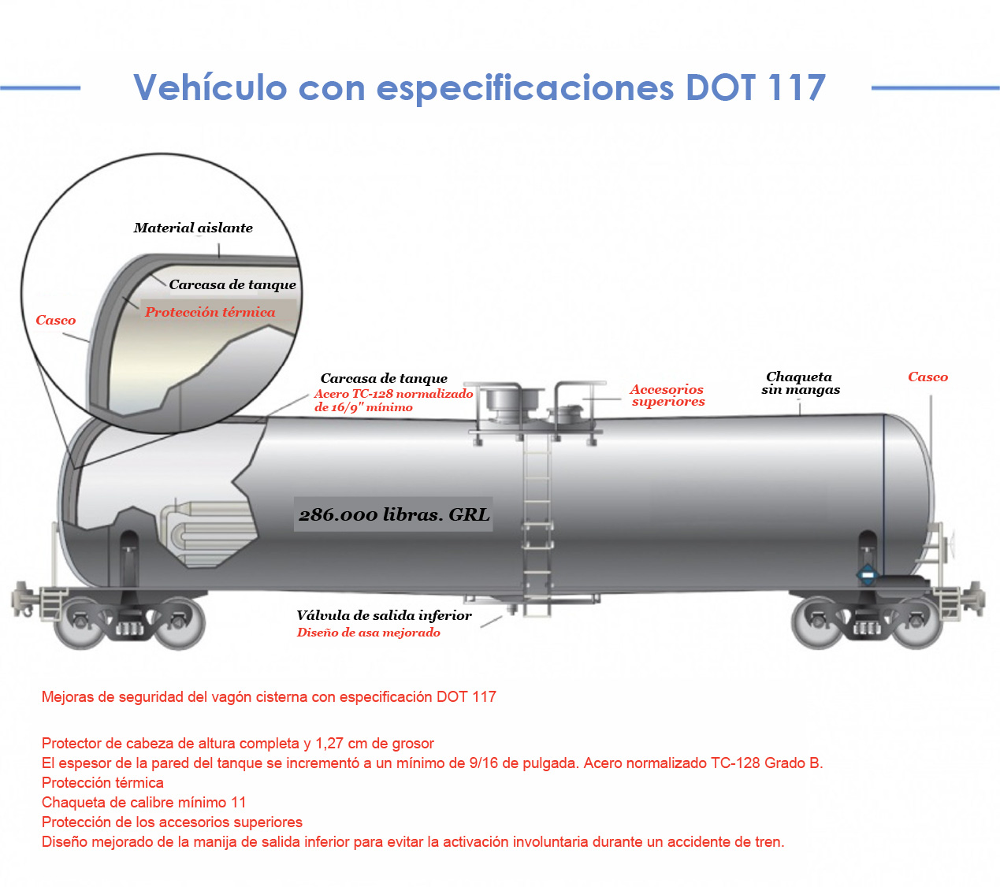 Vehículo con especificaciones DOT 117
Material aislante
Carcasa de tanque
Protección térmica
Casco
Carcasa de tanque
Acero TC-128 normalizado
de 16/9" mínimo
Accesorios
superiores
Chaqueta
sin mangas
Casco
286.000 libras. GRL
Válvula de salida inferior
Diseño de asa mejorado
Mejoras de seguridad del vagón cisterna con especificación DOT 117
Protector de cabeza de altura completa y 1,27 cm de grosor
El espesor de la pared del tanque se incrementó a un mínimo de 9/16 de pulgada. Acero normalizado TC-128 Grado B.
Protección térmica
Chaqueta de calibre mínimo 11
Protección de los accesorios superiores
Diseño mejorado de la manija de salida inferior para evitar la activación involuntaria durante un accidente de tren.